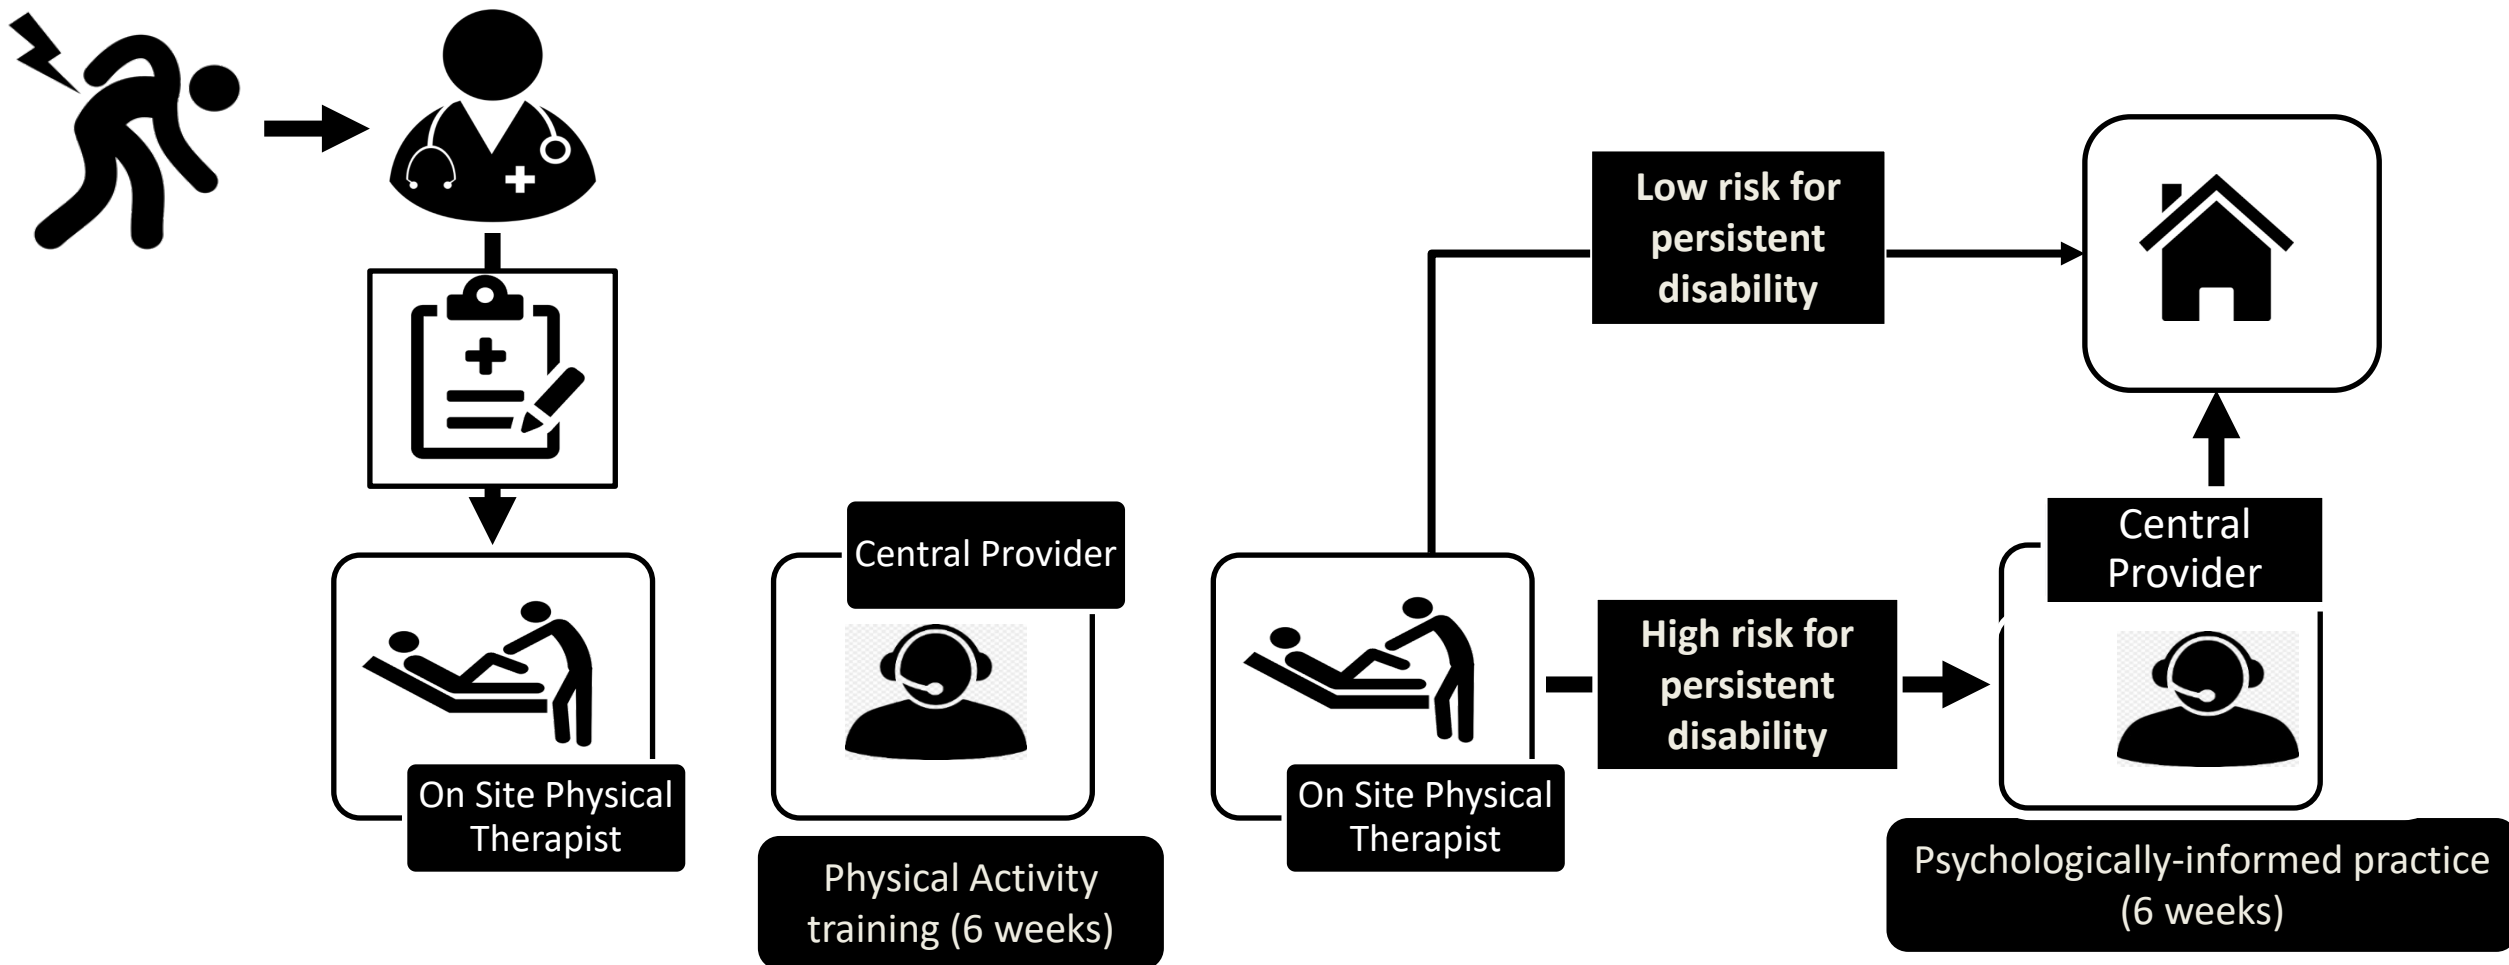 Low risk for
persistent
disability
Central Provider
On Site Physical
Therapist
Physical Activity
training (6 weeks)
On Site Physical
Therapist
High risk for
persistent
disability
Central
Provider
Psychologically-informed practice
(6 weeks)